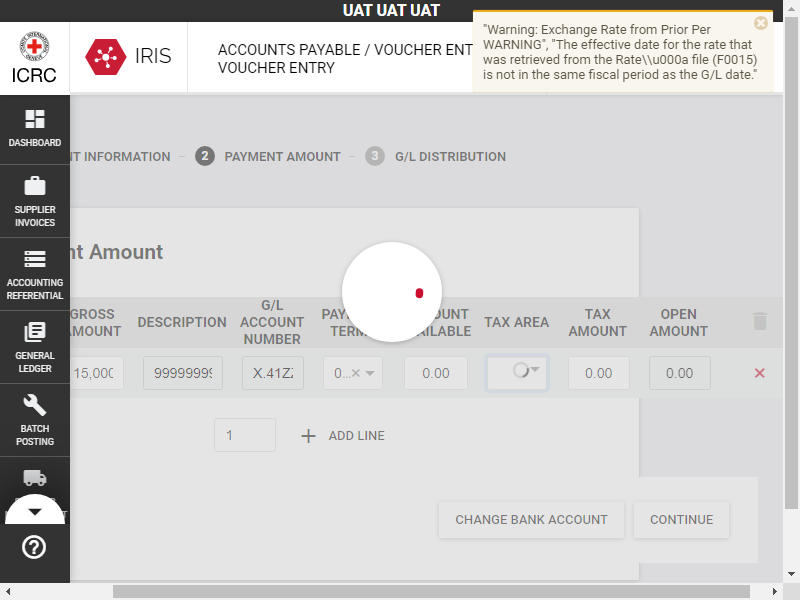 UAT UAT UAT
ICRC
IRIS
ACCOUNTS PAYABLE / VOUCHER ENT
VOUCHER ENTRY
"Warning: Exchange Rate from Prior Per
WARNING", "The effective date for the rate that
was retrieved from the Rate\\u000a file (F0015)
is not in the same fiscal period as the G/L date."
DASHBOARD
SUPPLIER
INVOICES
ACCOUNTING
REFERENTIAL
GENERAL
LEDGER
BATCH
POSTING
NT INFORMATION
2 PAYMENT AMOUNT
3 G/L DISTRIBUTION
nt Amount
GROSS
AMOUNT
DESCRIPTION
G/L
ACCOUNT
NUMBER
PAY
TERM
OUNT
ILABLE
TAX AREA
TAX
AMOUNT
OPEN
AMOUNT
15,000
99999999
X.41Z
0...
0.00
0.00
0.00
1
ADD LINE
CHANGE BANK ACCOUNT
CONTINUE